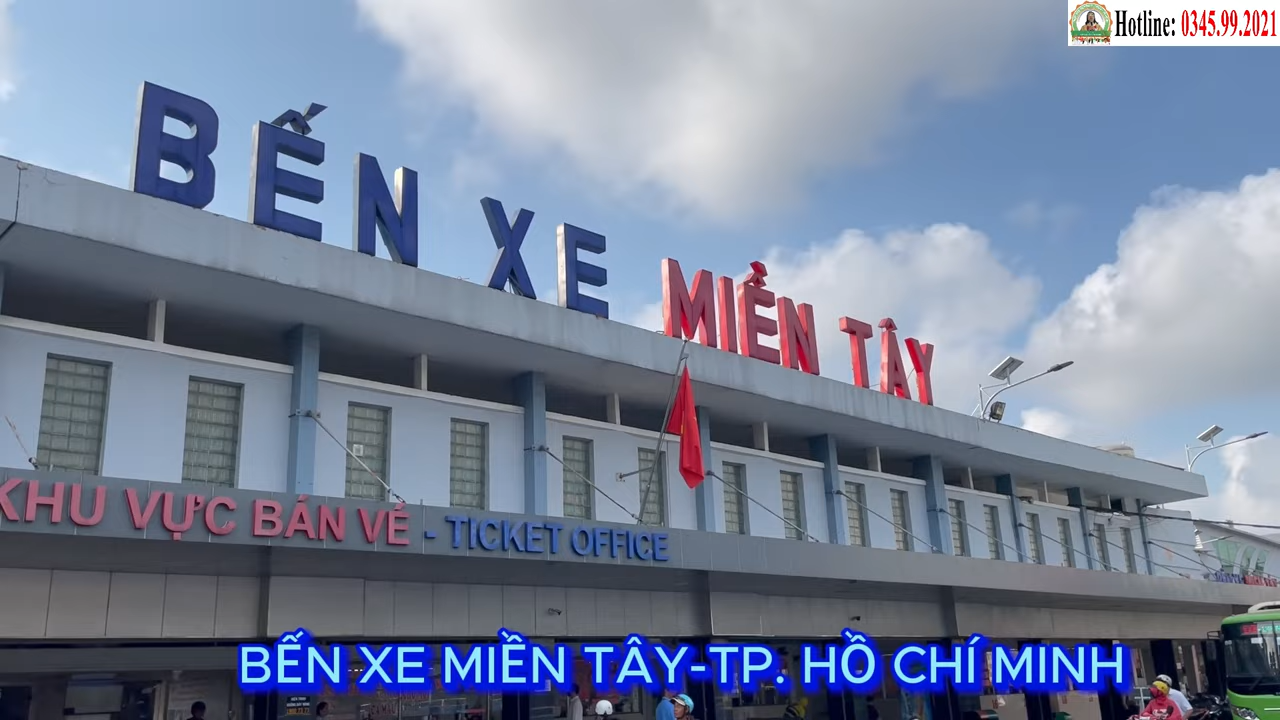 Hotline: 0345.99.2021
BẾN XE MIỀN TÂY
KHU VỰC BÁN VÉ - TICKET OFFICE
BẾN XE MIỀN TÂY-TP. HỒ CHÍ MINH